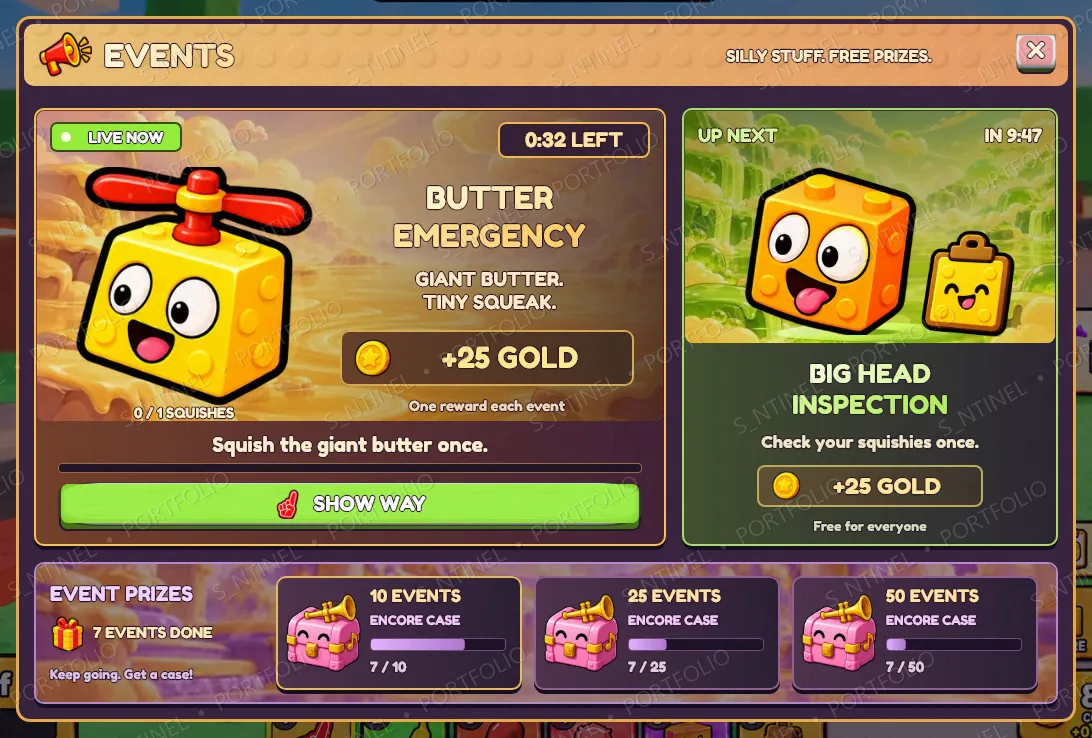 EVENTS
SILLY STUFF. FREE PRIZES.
LIVE NOW
0:32 LEFT
BUTTER
EMERGENCY
GIANT BUTTER.
TINY SQUEAK.
+25 GOLD
One reward each event
0 / 1 SQUISHES
Squish the giant butter once.
SHOW WAY
UP NEXT
IN 9:47
BIG HEAD
INSPECTION
Check your squishies once.
+25 GOLD
Free for everyone
EVENT PRIZES
7 EVENTS DONE
Keep going. Get a case!
10 EVENTS
ENCORE CASE
7 / 10
25 EVENTS
ENCORE CASE
7 / 25
50 EVENTS
ENCORE CASE
7 / 50
S_NTINEL • PORTFOLIO